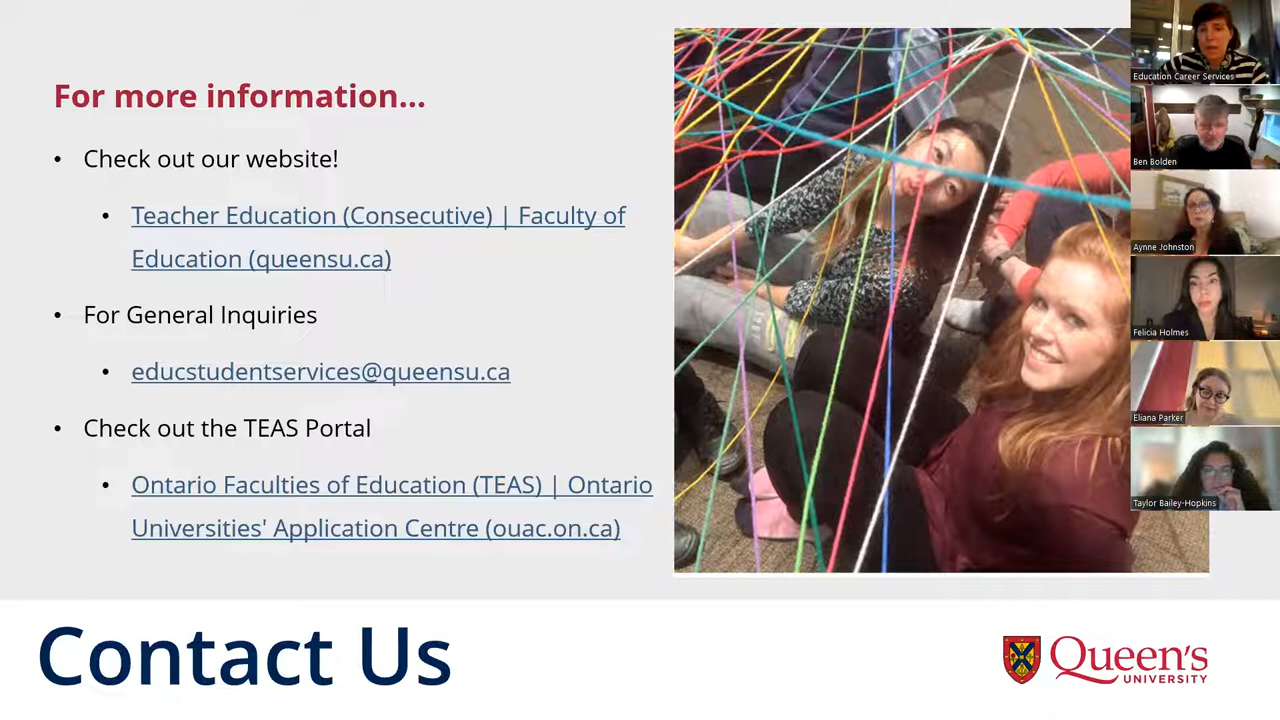 For more information...
• Check out our website!
• Teacher Education (Consecutive) | Faculty of
Education (queensu.ca)
• For General Inquiries
• educstudentservices@queensu.ca
• Check out the TEAS Portal
• Ontario Faculties of Education (TEAS) | Ontario
Universities' Application Centre (ouac.on.ca)
Contact Us
Queen's
UNIVERSITY
Education Career Services
Ben Bolden
Aynne Johnston
Felicia Holmes
Eliana Parker
Taylor Bailey-Hopkins